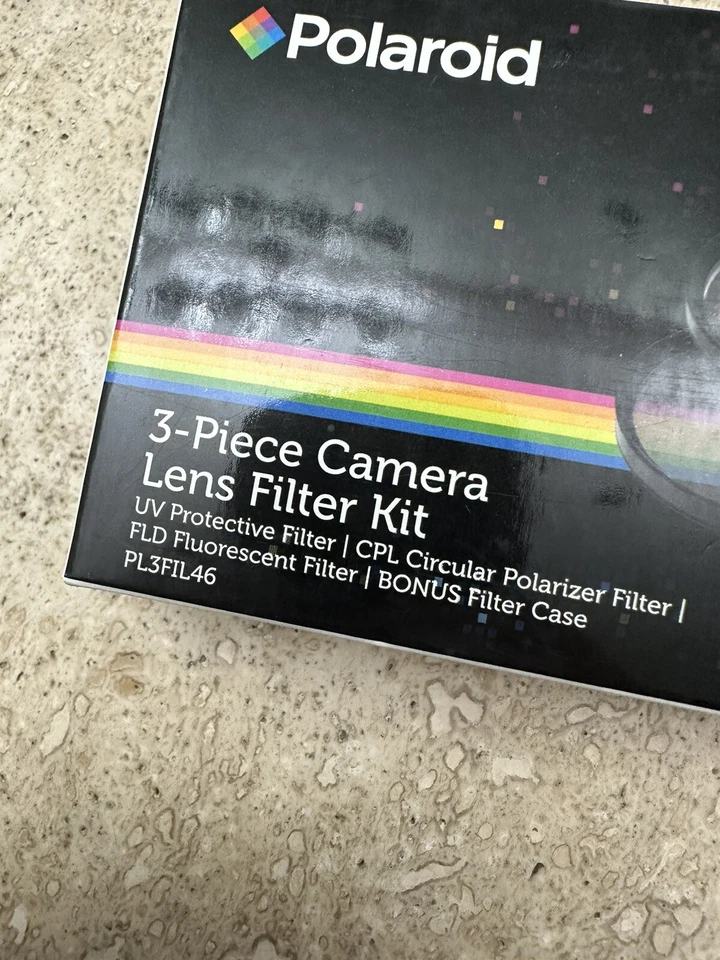 Polaroid
3-Piece Camera
Lens Filter Kit
UV Protective Filter | CPL Circular Polarizer Filter |
FLD Fluorescent Filter | BONUS Filter Case
PL3FIL46